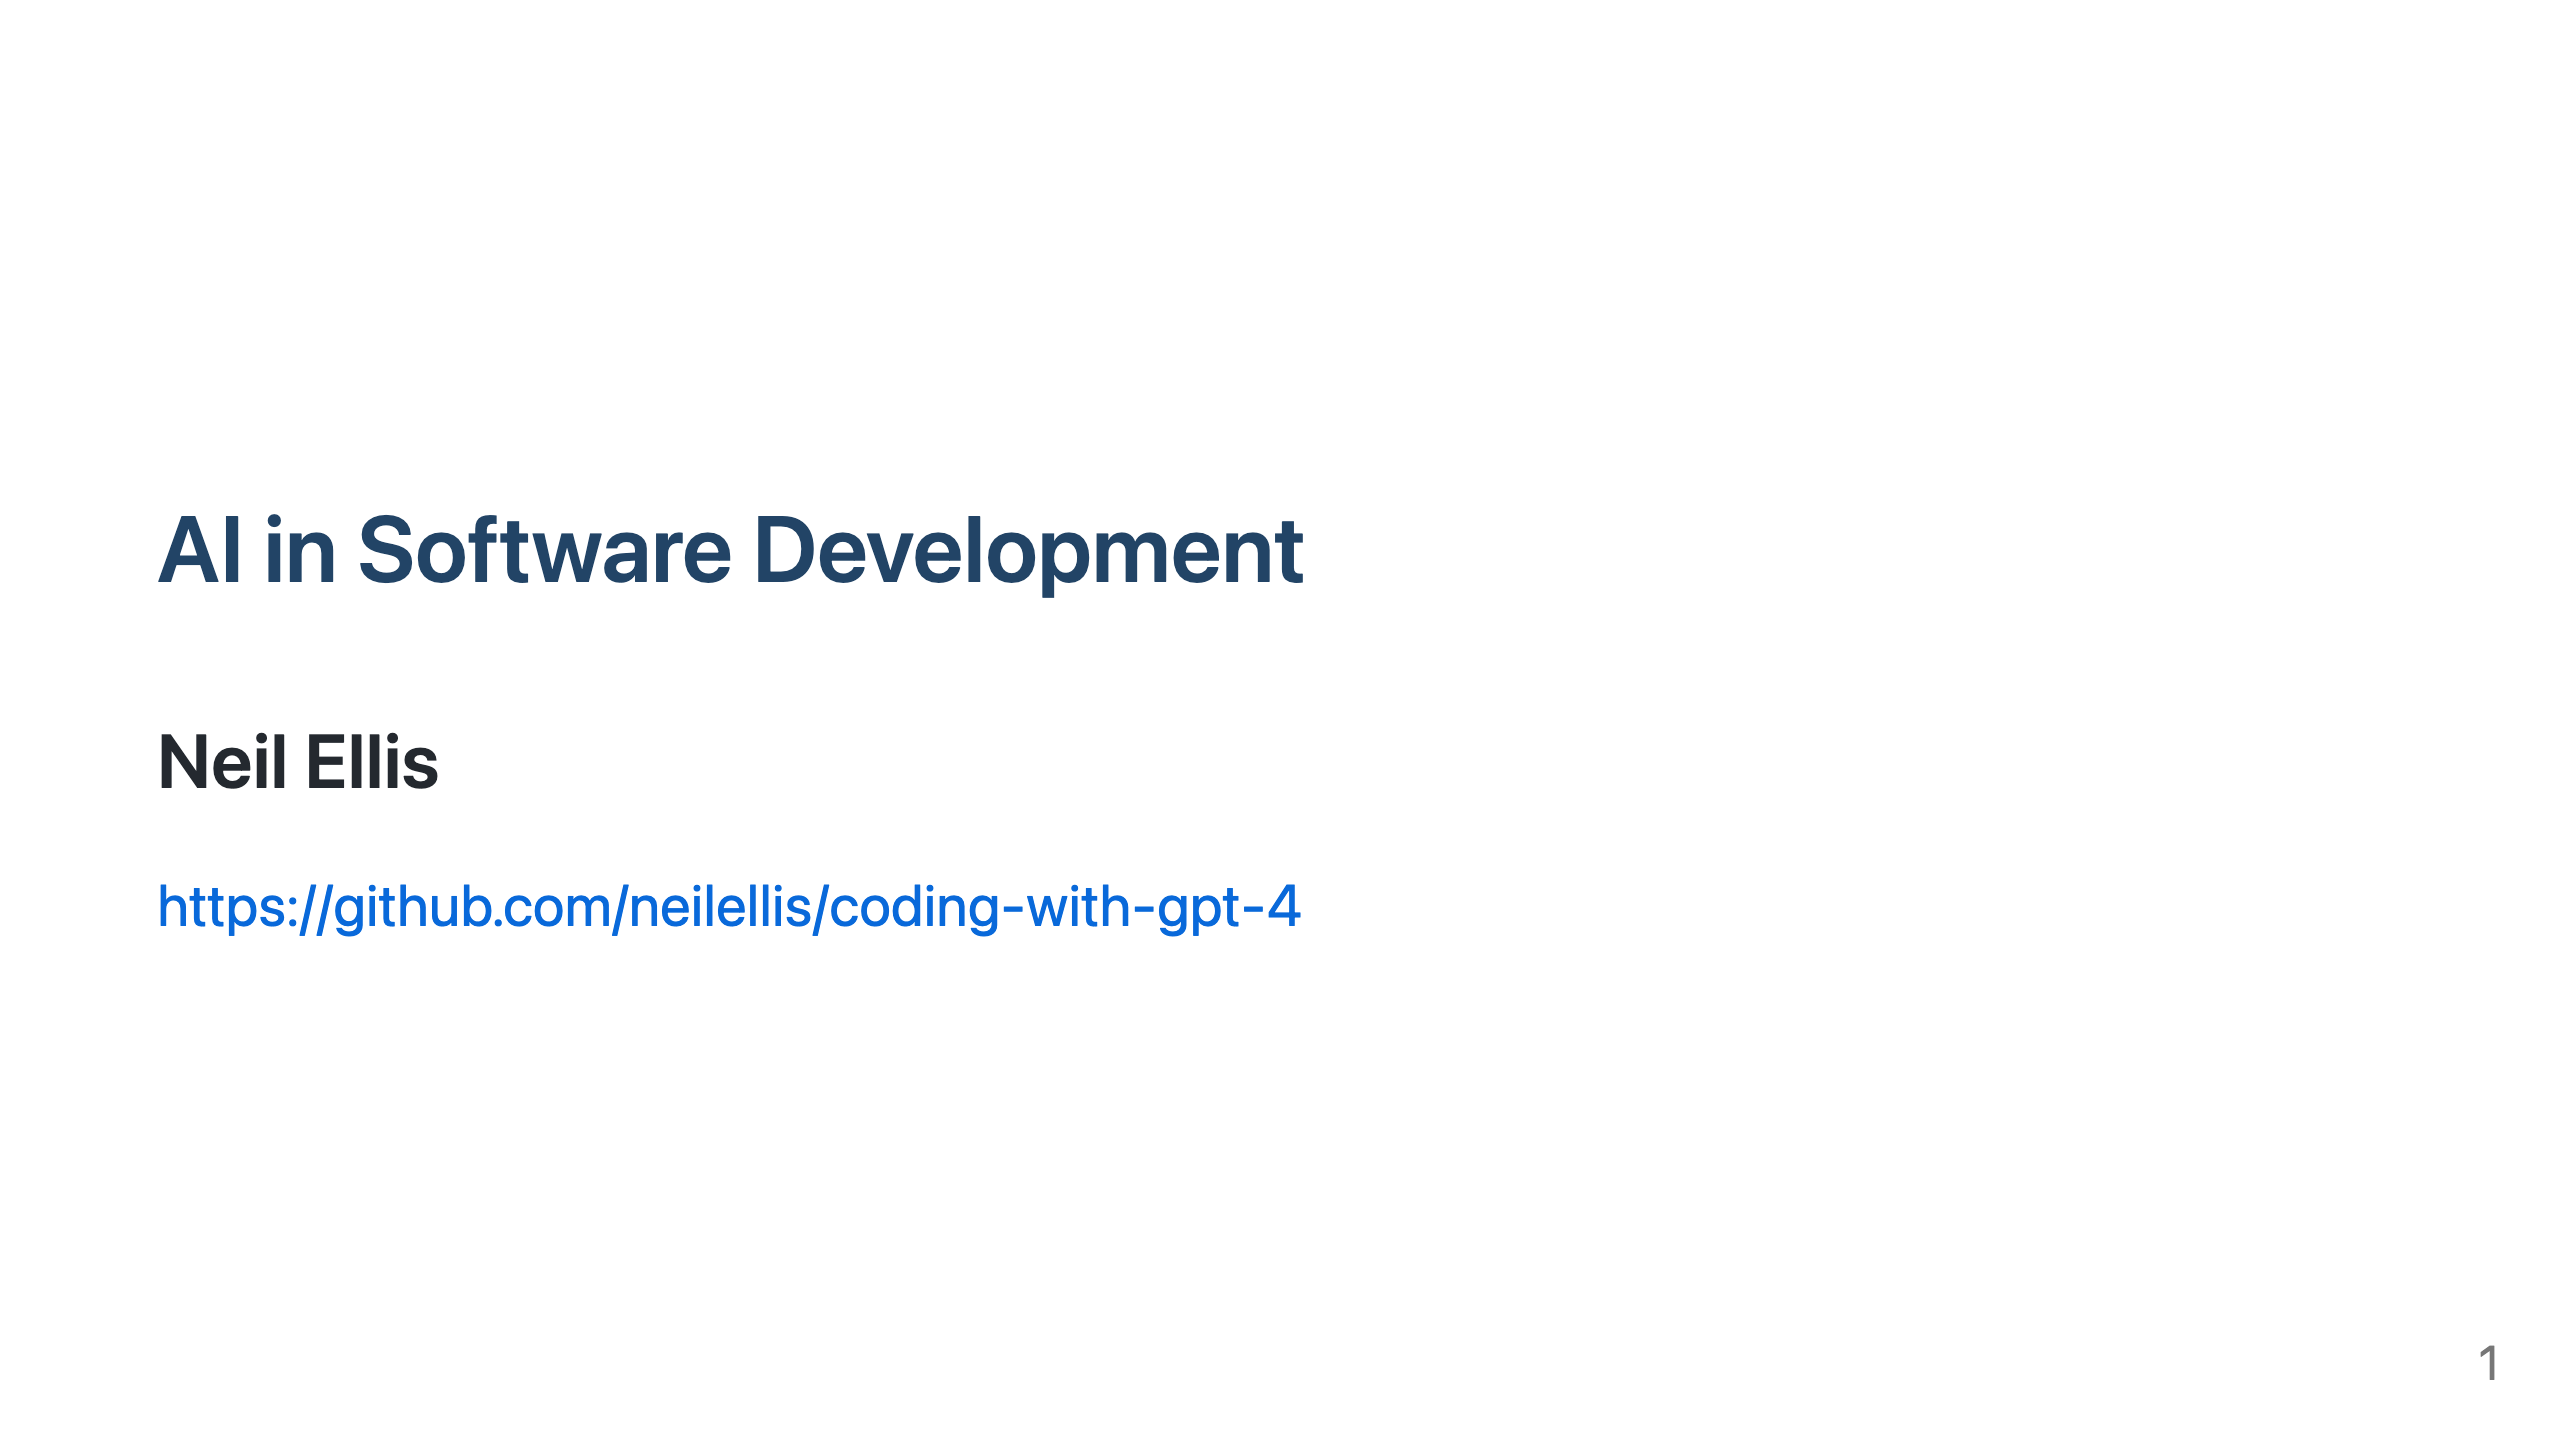 AI in Software Development
Neil Ellis
https://github.com/neilellis/coding-with-gpt-4
1